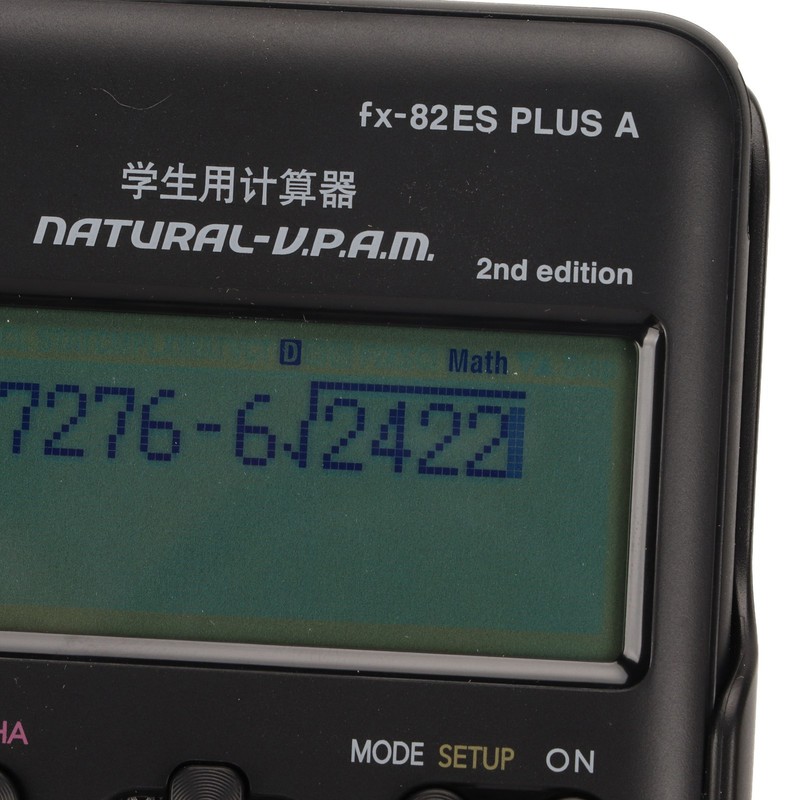 fx-82ES PLUS A
学生用计算器
NATURAL-V.P.A.M.
2nd edition
D Math
7276-6√2422
HA
MODE SETUP ON